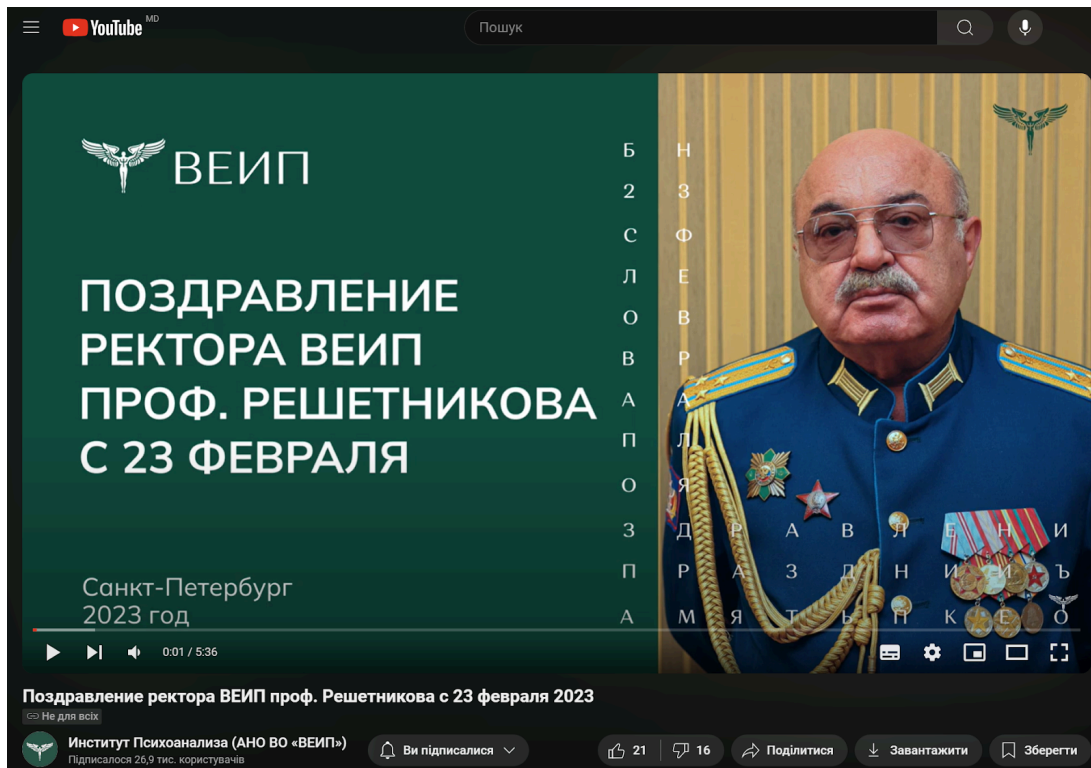 YouTube MD
Пошук
ВЕИП
ПОЗДРАВЛЕНИЕ
РЕКТОРА ВЕИП
ПРОФ. РЕШЕТНИКОВА
С 23 ФЕВРАЛЯ
Санкт-Петербург
2023 год
Б Н
2 3
С Ф
Л Е
О В
В Р
А А
П Л
О Я
З Д Р А В Л Е Н И
П Р А З Д Н И И Ъ
А М Я Т Ь П К Е О
0:01 / 5:36
Поздравление ректора ВЕИП проф. Решетникова с 23 февраля 2023
Не для всіх
Институт Психоанализа (АНО ВО «ВЕИП»)
Підписалося 26,9 тис. користувачів
Ви підписалися
21
16
Поділитися
Завантажити
Зберегти